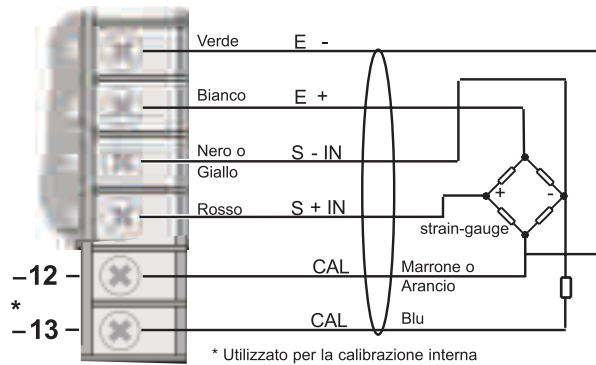 Verde E -
Bianco E +
Nero o S - IN
Giallo
Rosso S + IN
+ -
strain-gauge
–12 CAL Marrone o
Arancio
*
–13 CAL Blu
* Utilizzato per la calibrazione interna